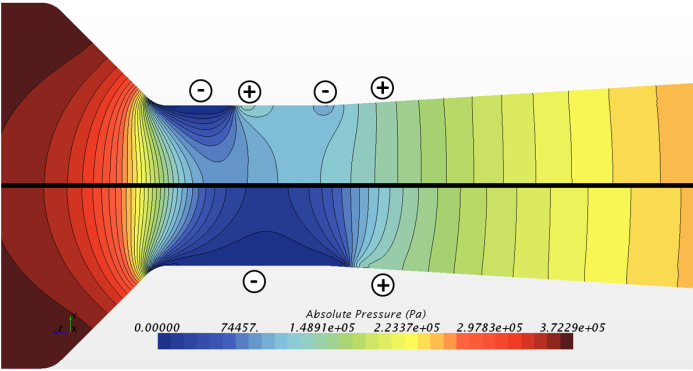 - + - +
- +
Y
Z X
Absolute Pressure (Pa)
0.00000 74457. 1.4891e+05 2.2337e+05 2.9783e+05 3.7229e+05